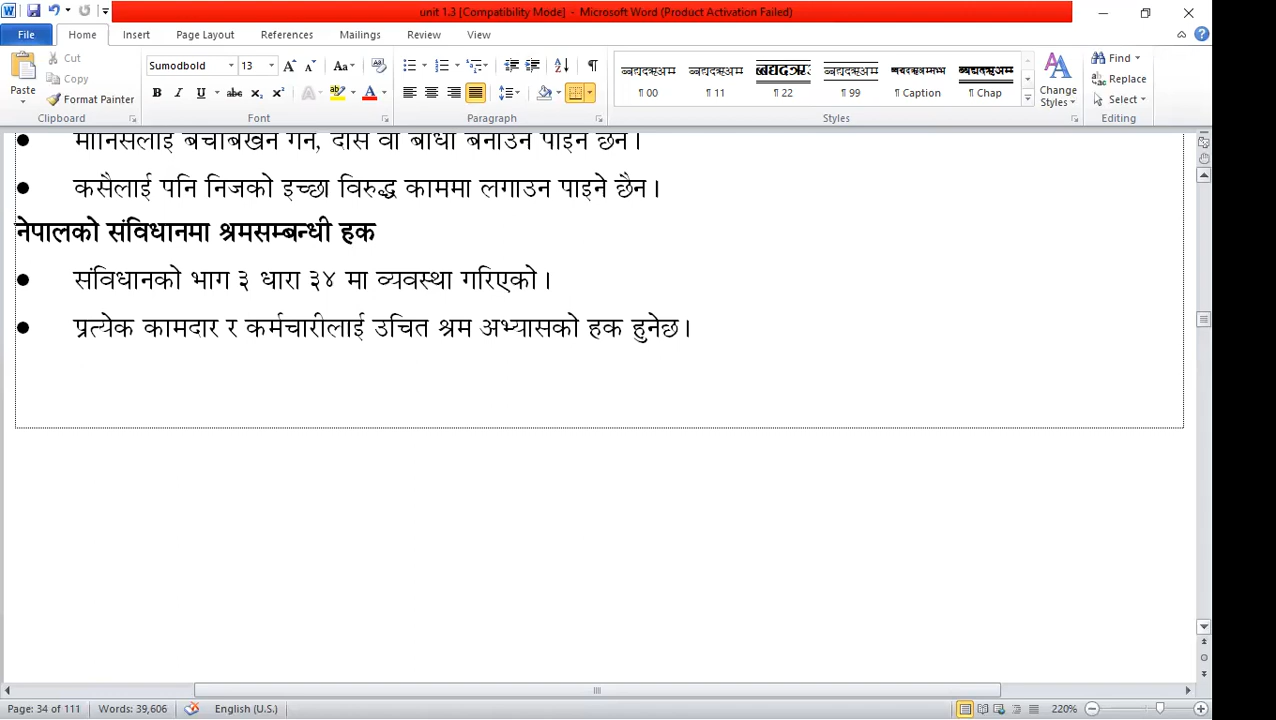 unit 1.3 [Compatibility Mode] - Microsoft Word (Product Activation Failed)
File Home Insert Page Layout References Mailings Review View
Cut
Copy
Format Painter
Paste
Clipboard
Sumodbold 13
Font
Paragraph
¶ 00 ¶ 11 ¶ 22 ¶ 99 ¶ Caption ¶ Chap
Styles
Change Styles
Find
Replace
Select
Editing
मानिसलाई बेचबिखन गर्न, दास वा बाँधा बनाउन पाइने छैन।
कसैलाई पनि निजको इच्छा विरुद्ध काममा लगाउन पाइने छैन।
नेपालको संविधानमा श्रमसम्बन्धी हक
संविधानको भाग ३ धारा ३४ मा व्यवस्था गरिएको।
प्रत्येक कामदार र कर्मचारीलाई उचित श्रम अभ्यासको हक हुनेछ।
Page: 34 of 111 Words: 39,606 English (U.S.) 220%